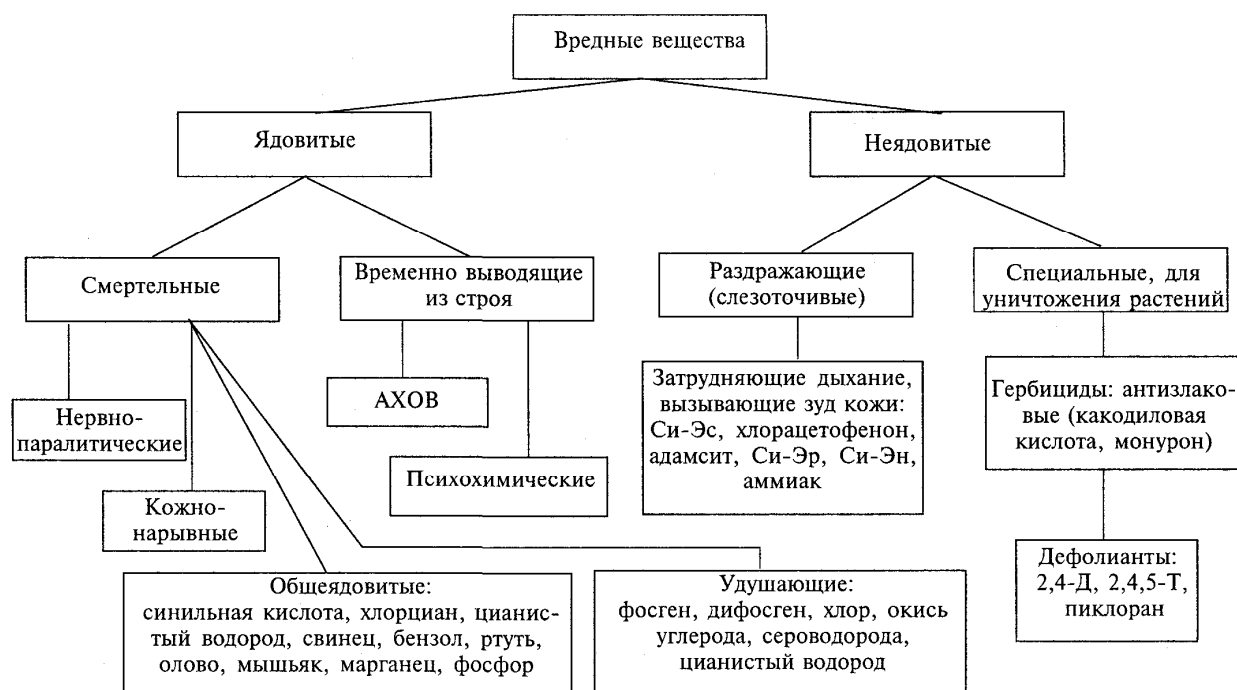 Вредные вещества
Ядовитые
Неядовитые
Смертельные
Временно выводящие
из строя
Раздражающие
(слезоточивые)
Специальные, для
уничтожения растений
Нервно-
паралитические
АХОВ
Затрудняющие дыхание,
вызывающие зуд кожи:
Си-Эс, хлорацетофенон,
адамсит, Си-Эр, Си-Эн,
аммиак
Гербициды: антизлако-
вые (какодиловая
кислота, монурон)
Кожно-
нарывные
Психохимические
Общеядовитые:
синильная кислота, хлорциан, цианис-
тый водород, свинец, бензол, ртуть,
олово, мышьяк, марганец, фосфор
Удушающие:
фосген, дифосген, хлор, окись
углерода, сероводорода,
цианистый водород
Дефолианты:
2,4-Д, 2,4,5-Т,
пиклоран